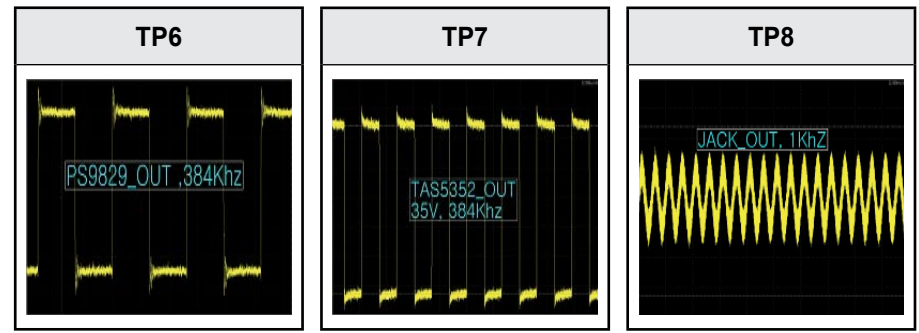 TP6
TP7
TP8
PS9829_OUT ,384Khz
TAS5352_OUT
35V, 384Khz
JACK_OUT, 1KhZ